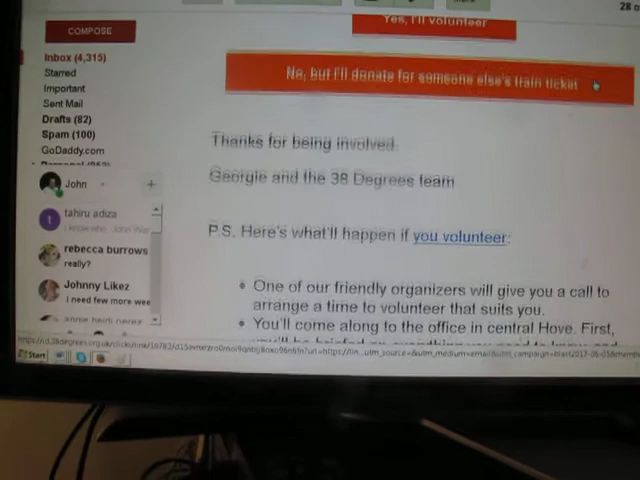 28 o
Yes, I'll volunteer
COMPOSE
No, but I'll donate for someone else's train ticket
Inbox (4,315)
Starred
Important
Sent Mail
Drafts (82)
Spam (100)
GoDaddy.com
Thanks for being involved.
Georgie and the 38 Degrees team
John
+
t
tahiru adiza
i know who
rebecca burrows
really?
Johnny Likez
i need few more wee
P.S. Here's what'll happen if you volunteer:
• One of our friendly organizers will give you a call to
arrange a time to volunteer that suits you.
• You'll come along to the office in central Hove. First,
Start